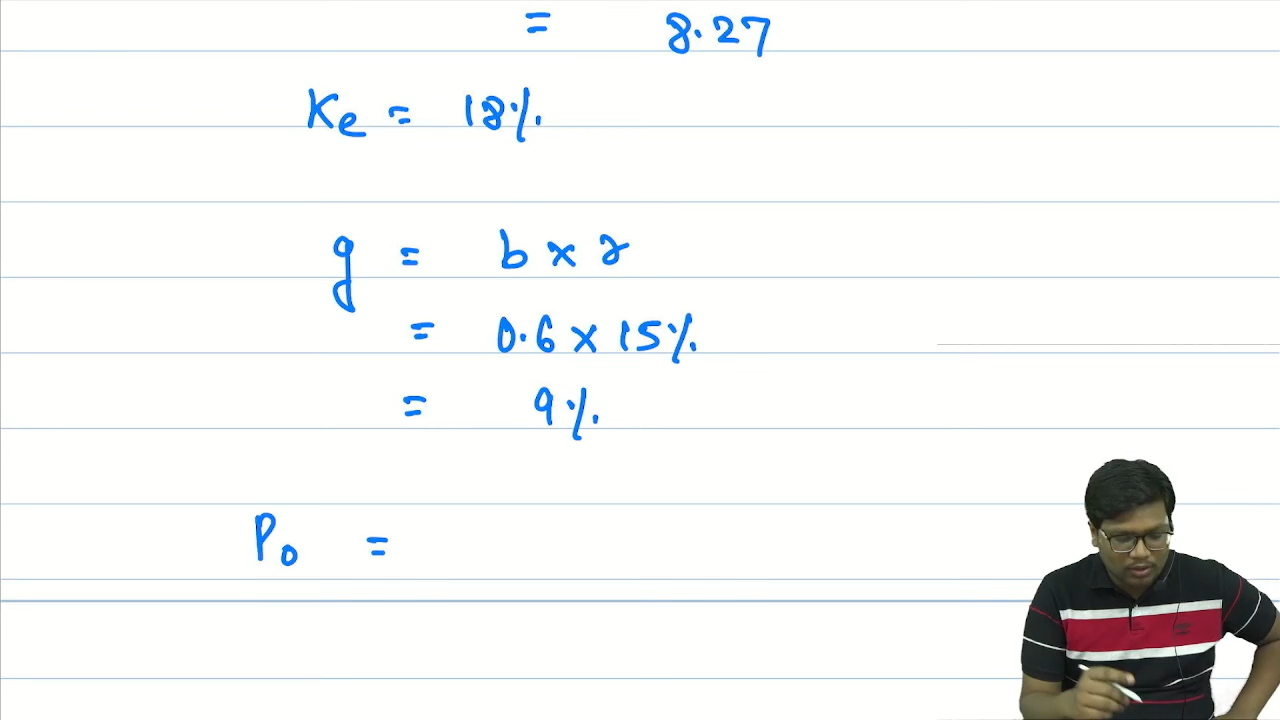 = 8.27
Ke = 18%
g = b x r
= 0.6 x 15%
= 9%
P0 =